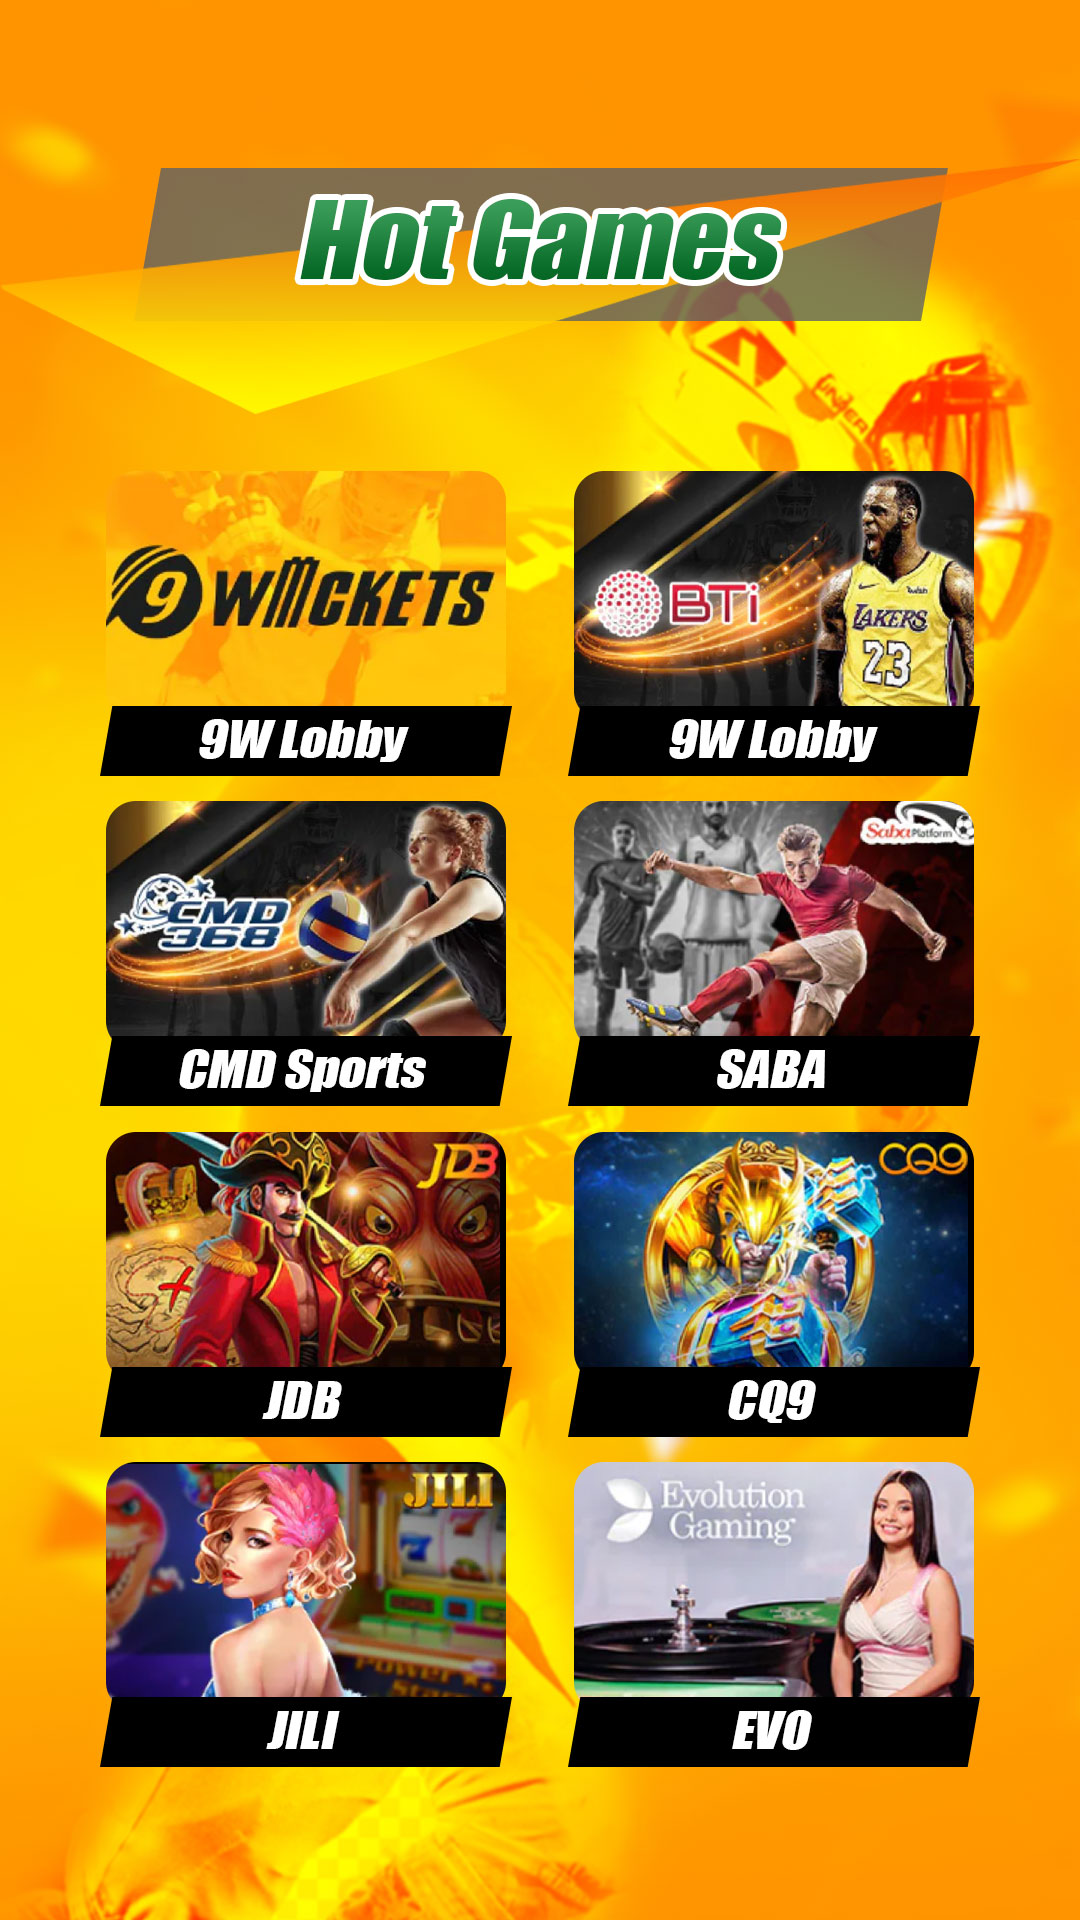 Hot Games
9 WICKETS
BTi
LAKERS
23
9W Lobby
9W Lobby
CMD
368
Saba Platform
CMD Sports
SABA
JDB
CQ9
JDB
CQ9
JILI
Evolution
Gaming
JILI
EVO